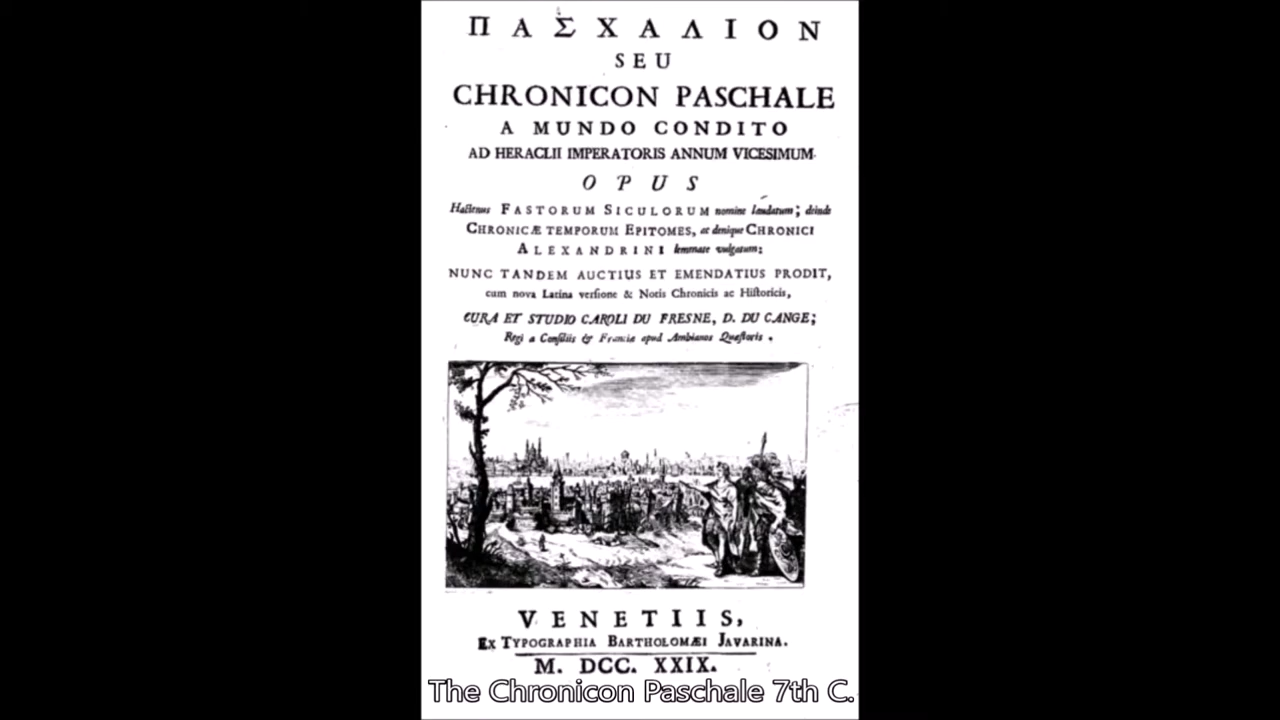 ΠΑΣΧΑΛΙΟΝ
SEU
CHRONICON PASCHALE
A MUNDO CONDITO
AD HERACLII IMPERATORIS ANNUM VICESIMUM.
OPUS
Hactenus FASTORUM SICULORUM nomine laudatum; deinde
CHRONICÆ TEMPORUM EPITOMES, ac denique CHRONICI
ALEXANDRINI lemmate vulgatum;
NUNC TANDEM AUCTIUS ET EMENDATIUS PRODIT,
cum nova Latina versione & Notis Chronicis ac Historicis,
CURA ET STUDIO CAROLI DU FRESNE, D. DU CANGE;
Regi a Consiliis & Franciæ apud Ambianos Quæstoris.
VENETIIS,
EX TYPOGRAPHIA BARTHOLOMÆI JAVARINA.
M. DCC. XXIX.
The Chronicon Paschale 7th C.